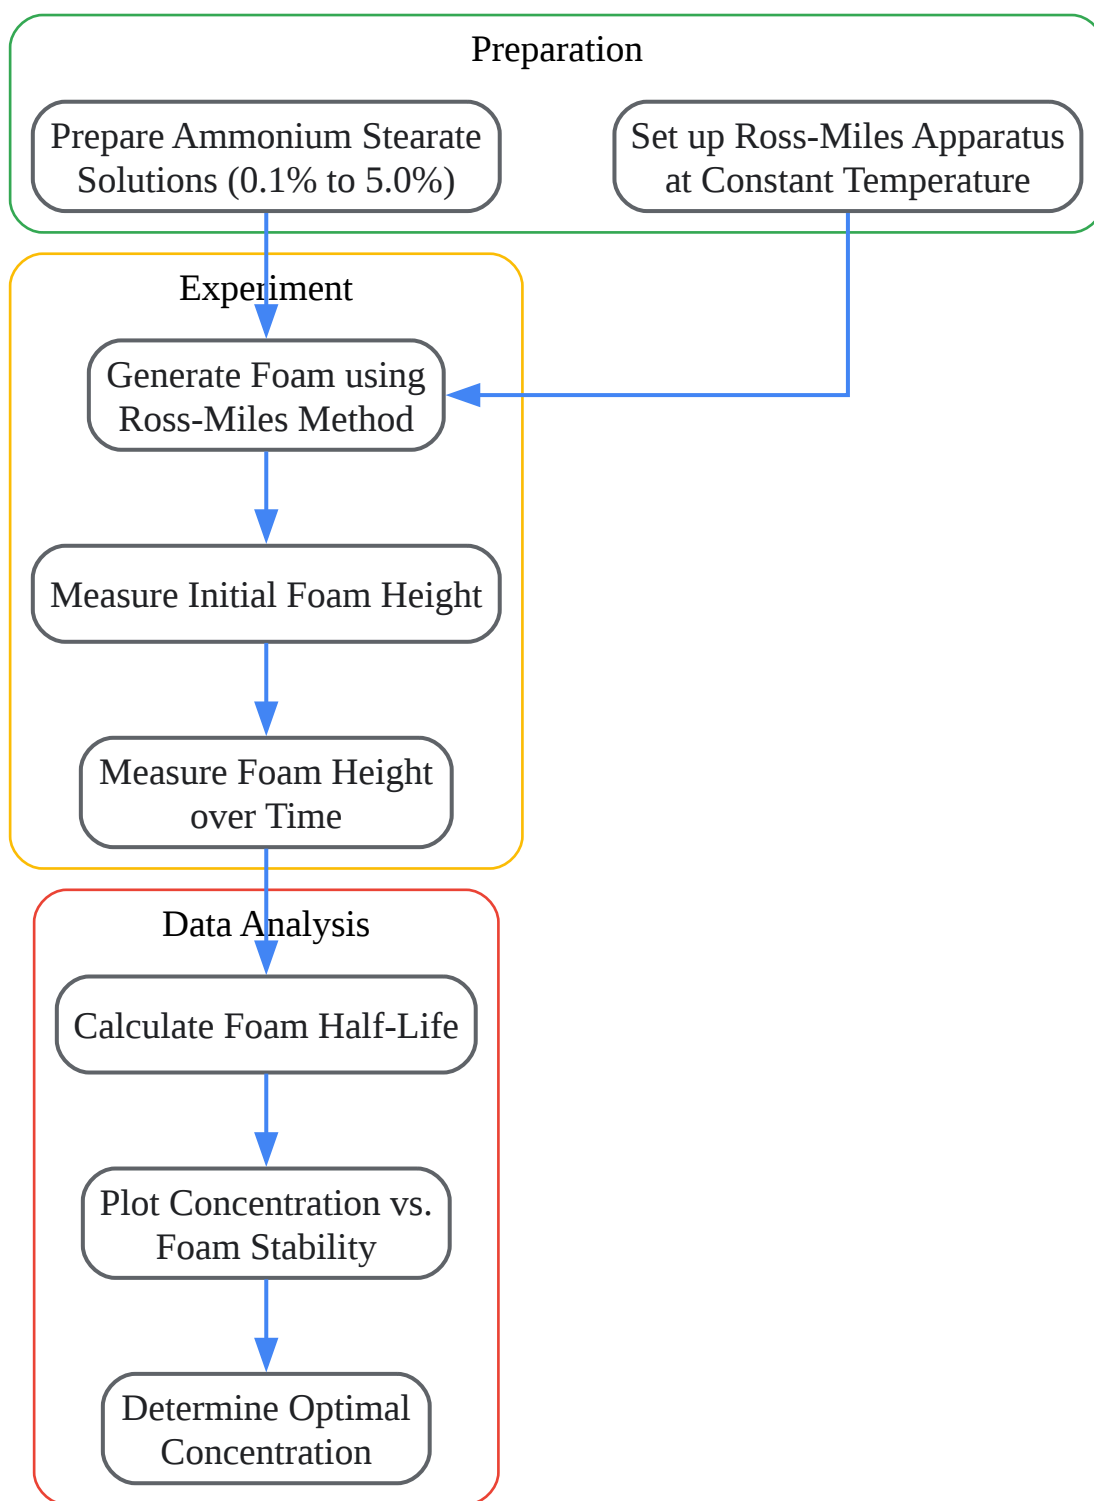 Preparation
Prepare Ammonium Stearate
Solutions (0.1% to 5.0%)
Set up Ross-Miles Apparatus
at Constant Temperature
Experiment
Generate Foam using
Ross-Miles Method
Measure Initial Foam Height
Measure Foam Height
over Time
Data Analysis
Calculate Foam Half-Life
Plot Concentration vs.
Foam Stability
Determine Optimal
Concentration